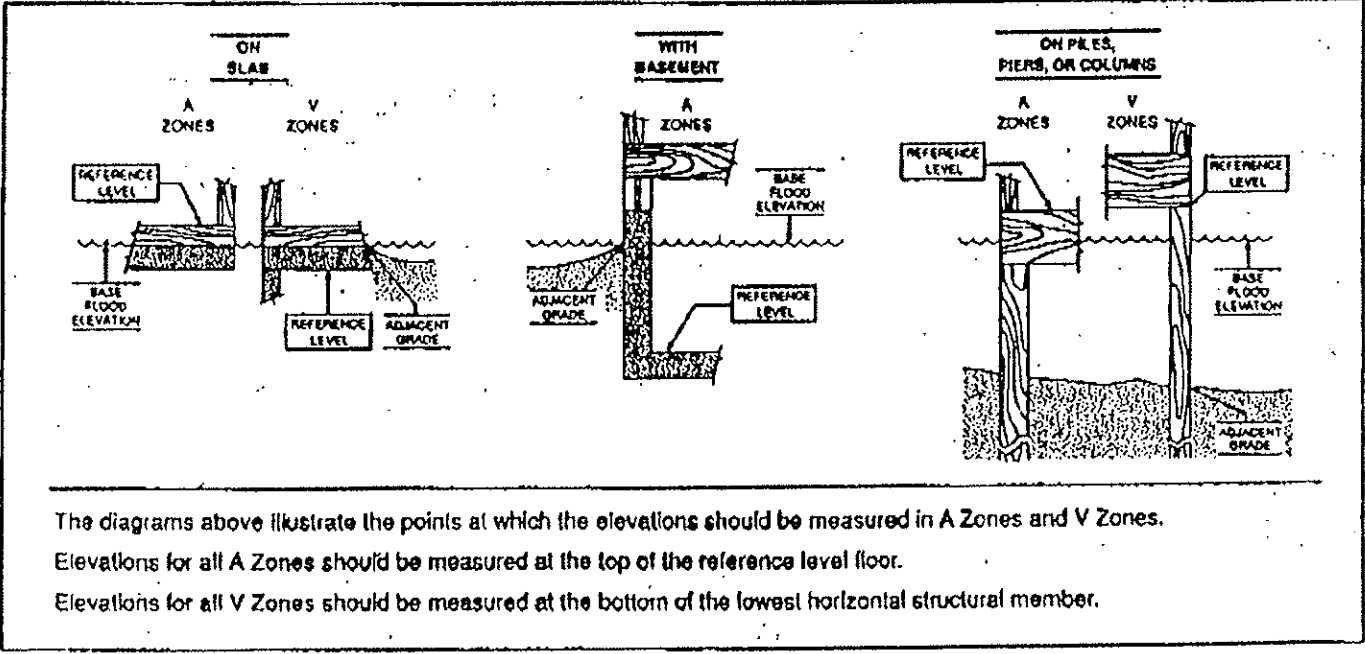 ON
SLAB
A
ZONES
V
ZONES
REFERENCE
LEVEL
BASE
FLOOD
ELEVATION
REFERENCE
LEVEL
ADJACENT
GRADE
WITH
BASEMENT
A
ZONES
BASE
FLOOD
ELEVATION
ADJACENT
GRADE
REFERENCE
LEVEL
ON PILES,
PIERS, OR COLUMNS
A
ZONES
V
ZONES
REFERENCE
LEVEL
REFERENCE
LEVEL
BASE
FLOOD
ELEVATION
ADJACENT
GRADE
The diagrams above illustrate the points at which the elevations should be measured in A Zones and V Zones.
Elevations for all A Zones should be measured at the top of the reference level floor.
Elevations for all V Zones should be measured at the bottom of the lowest horizontal structural member.